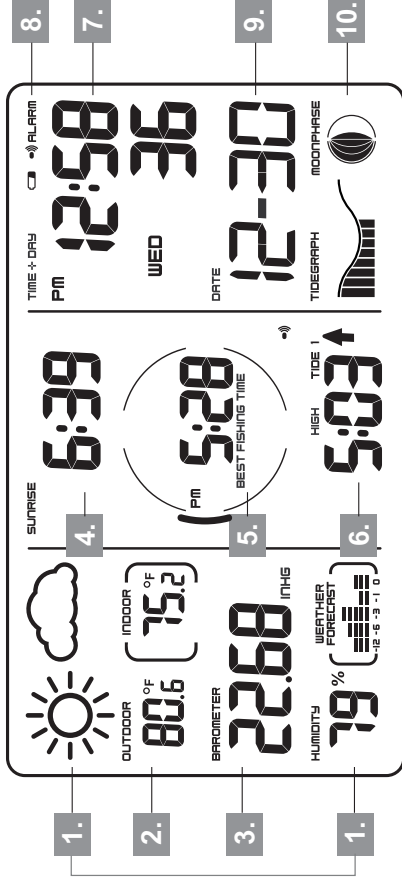 1.
2.
3.
1.
OUTDOOR
80.6 °F
INDOOR
75.2 °F
BAROMETER
22.68 INHG
HUMIDITY
79 %
WEATHER
FORECAST
-12 -6 -3 -1 0
SUNRISE
6:39
4.
PM
5:28
BEST FISHING TIME
5.
HIGH TIDE 1
5:03
6.
TIME + DAY
ALARM
8.
PM
12:58
7.
WED 36
DATE
12-30
9.
TIDEGRAPH
MOONPHASE
10.